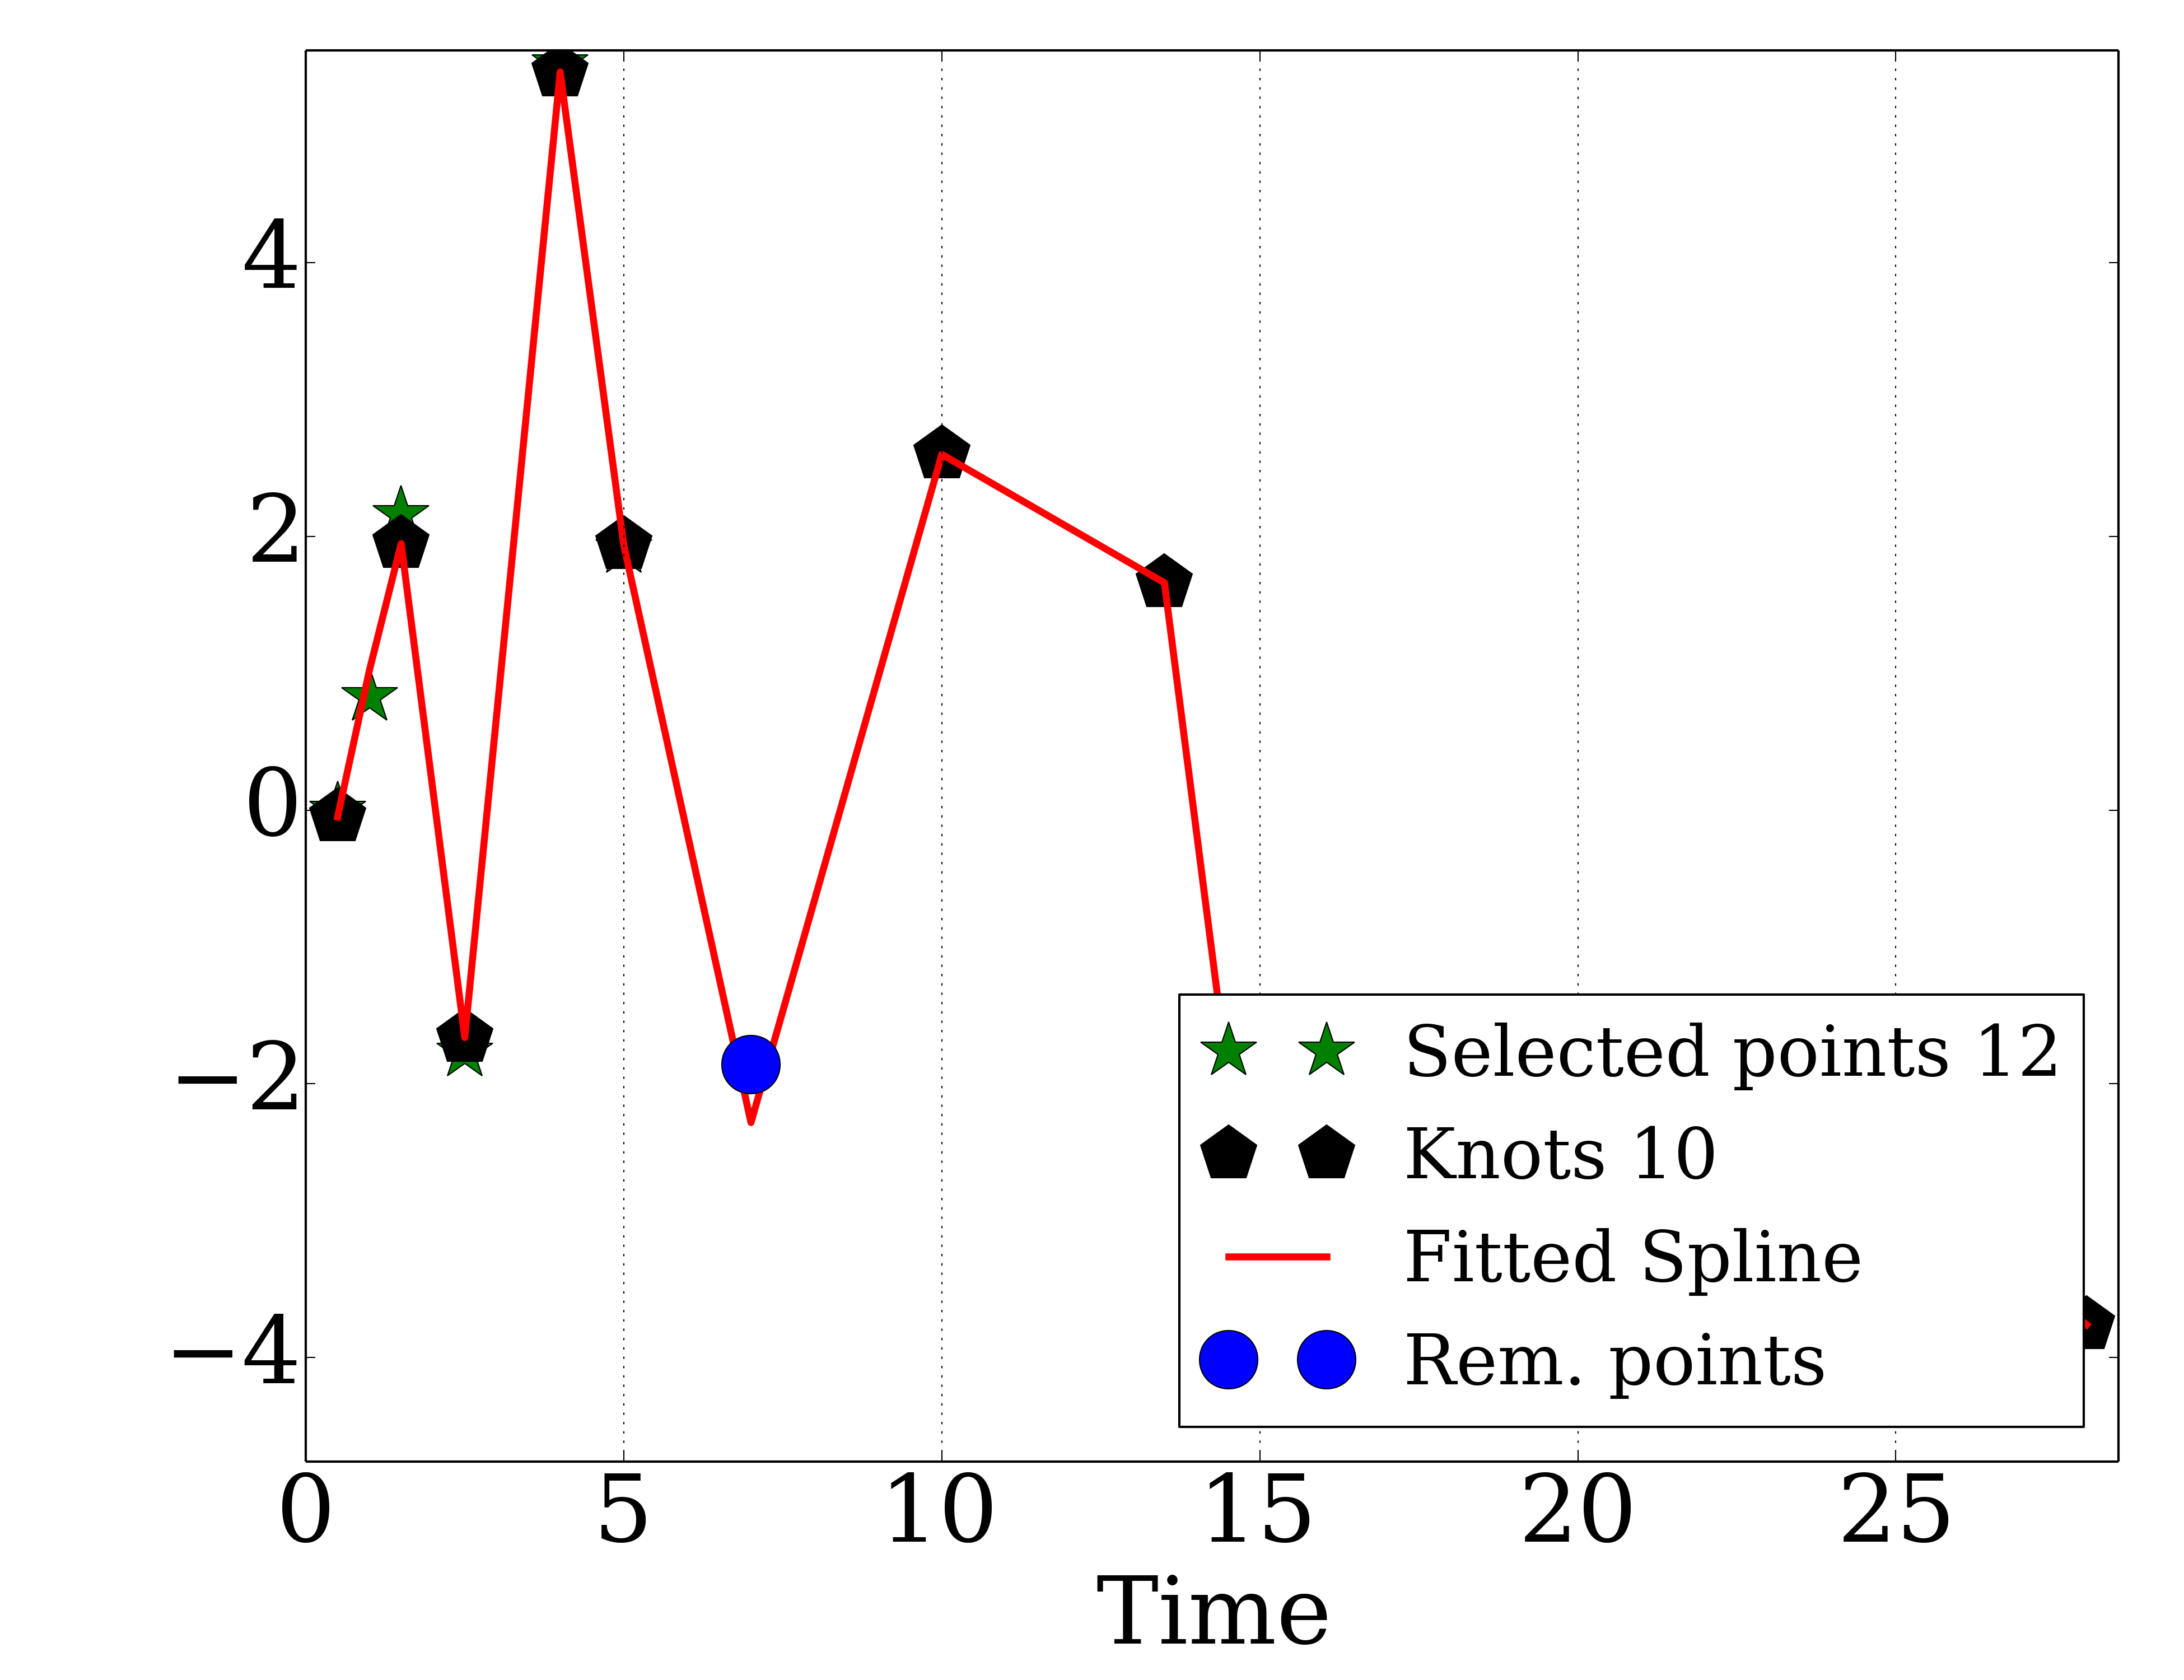 4
2
0
−2
−4
0 5 10 15 20 25
Time
Selected points 12
Knots 10
Fitted Spline
Rem. points